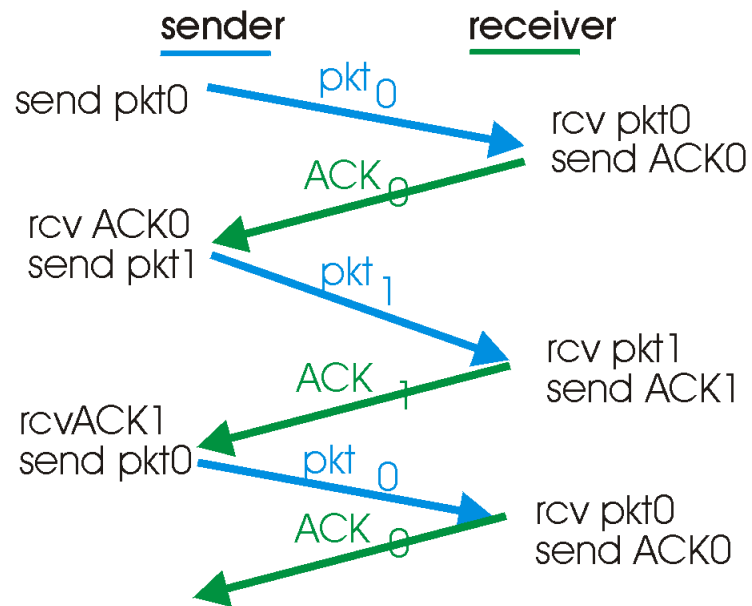 sender
receiver
send pkt0
pkt 0
rcv pkt0
send ACK0
ACK 0
rcv ACK0
send pkt1
pkt 1
rcv pkt1
send ACK1
ACK 1
rcvACK1
send pkt0
pkt 0
rcv pkt0
send ACK0
ACK 0